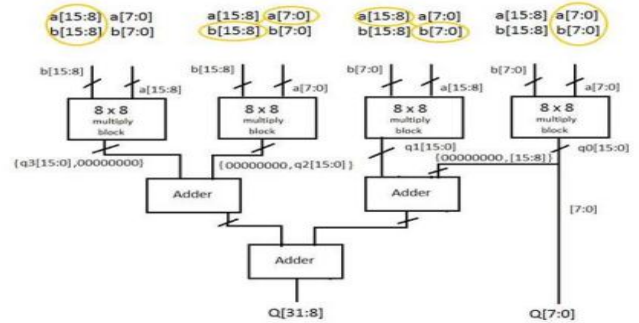 a[15:8] a[7:0] a[15:8] a[7:0] a[15:8] a[7:0] a[15:8] a[7:0]
b[15:8] b[7:0] b[15:8] b[7:0] b[15:8] b[7:0] b[15:8] b[7:0]
b[15:8] b[15:8] b[7:0] b[7:0]
a[15:8] a[7:0] a[15:8] a[7:0]
8 x 8 8 x 8 8 x 8 8 x 8
multiply multiply multiply multiply
block block block block
q1[15:0] q0[15:0]
{q3[15:0],00000000} {00000000,q2[15:0]} {00000000,[15:8]}
Adder Adder
[7:0]
Adder
Q[31:8] Q[7:0]